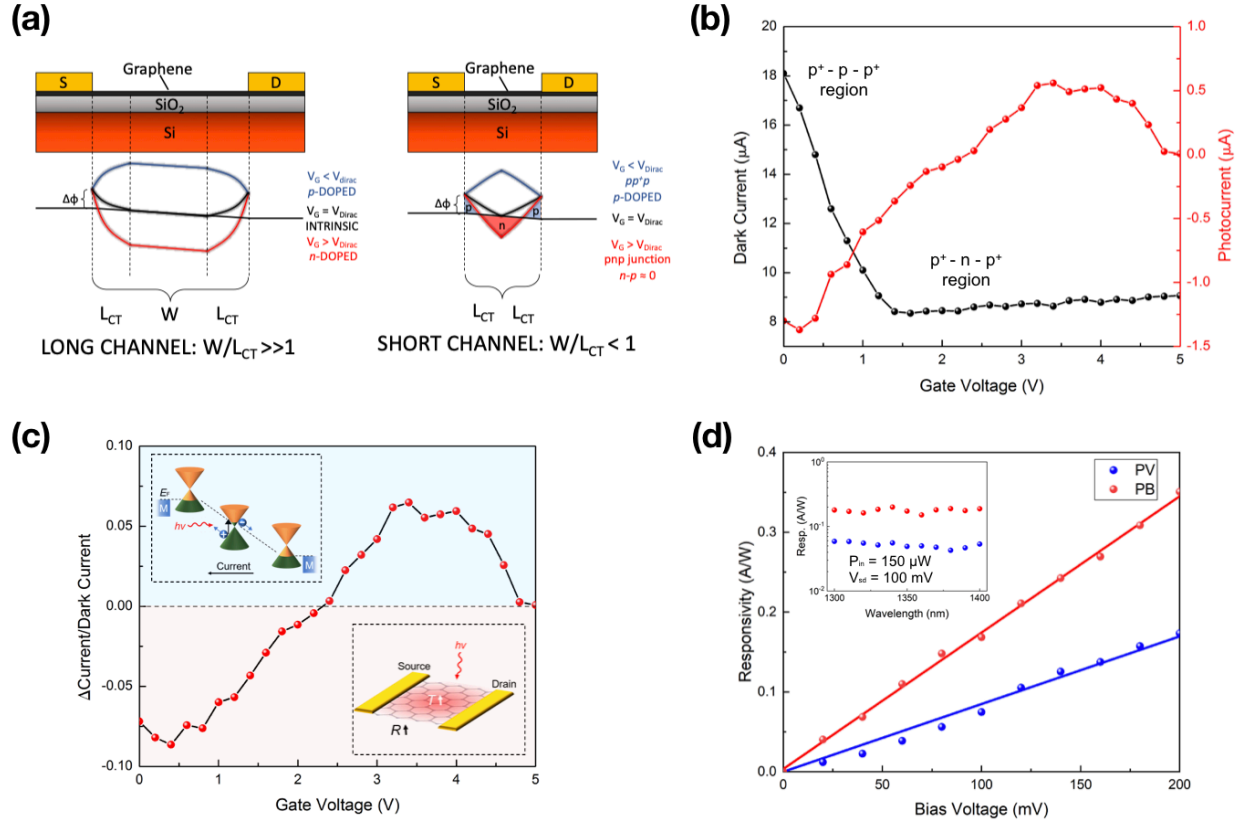 (a)
Graphene
S
D
SiO2
Si
Δϕ
VG < Vdirac
p-DOPED
VG = Vdirac
INTRINSIC
VG > VDirac
n-DOPED
LCT
W
LCT
LONG CHANNEL: W/LCT >>1
Graphene
S
D
SiO2
Si
Δϕ
p
n
p
VG < VDirac
pp+p
p-DOPED
VG = VDirac
VG > VDirac
pnp junction
n-p ≈ 0
LCT
LCT
SHORT CHANNEL: W/LCT < 1
(b)
p+ - p - p+
region
p+ - n - p+
region
Dark Current (μA)
18
16
14
12
10
8
20
0
1
2
3
4
5
Gate Voltage (V)
1.0
0.5
0.0
-0.5
-1.0
-1.5
Photocurrent (μA)
(c)
ΔCurrent/Dark Current
0.10
0.05
0.00
-0.05
-0.10
EF
M
hν
M
Current
hν
Source
Drain
T↑
R↑
0
1
2
3
4
5
Gate Voltage (V)
(d)
Responsivity (A/W)
0.4
0.3
0.2
0.1
0.0
PV
PB
Resp. (A/W)
10^0
10^-1
10^-2
Pin = 150 μW
Vsd = 100 mV
1300
1350
1400
Wavelength (nm)
0
50
100
150
200
Bias Voltage (mV)